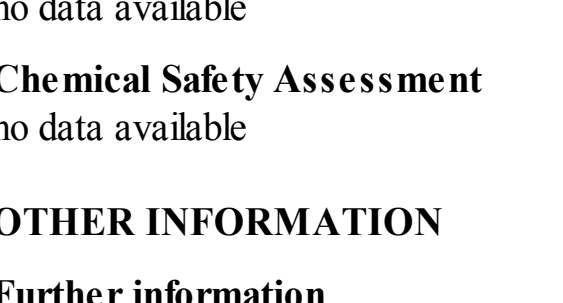 no data available
Chemical Safety Assessment
no data available
OTHER INFORMATION
Further information